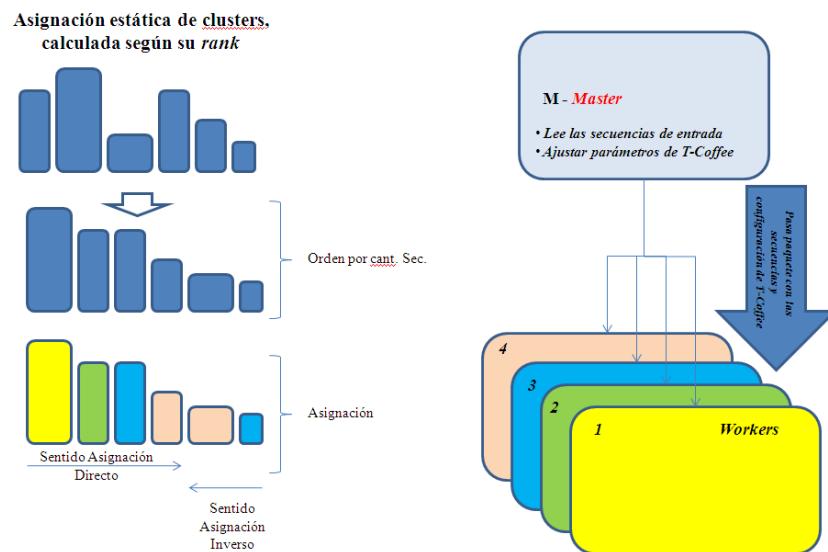 Asignación estática de clusters,
calculada según su rank
Orden por cant. Sec.
Asignación
Sentido Asignación
Directo
Sentido
Asignación
Inverso
M - Master
• Lee las secuencias de entrada
• Ajustar parámetros de T-Coffee
Pasa paquete con las
secuencias y
configuración de T-Coffee
4
3
2
1 Workers